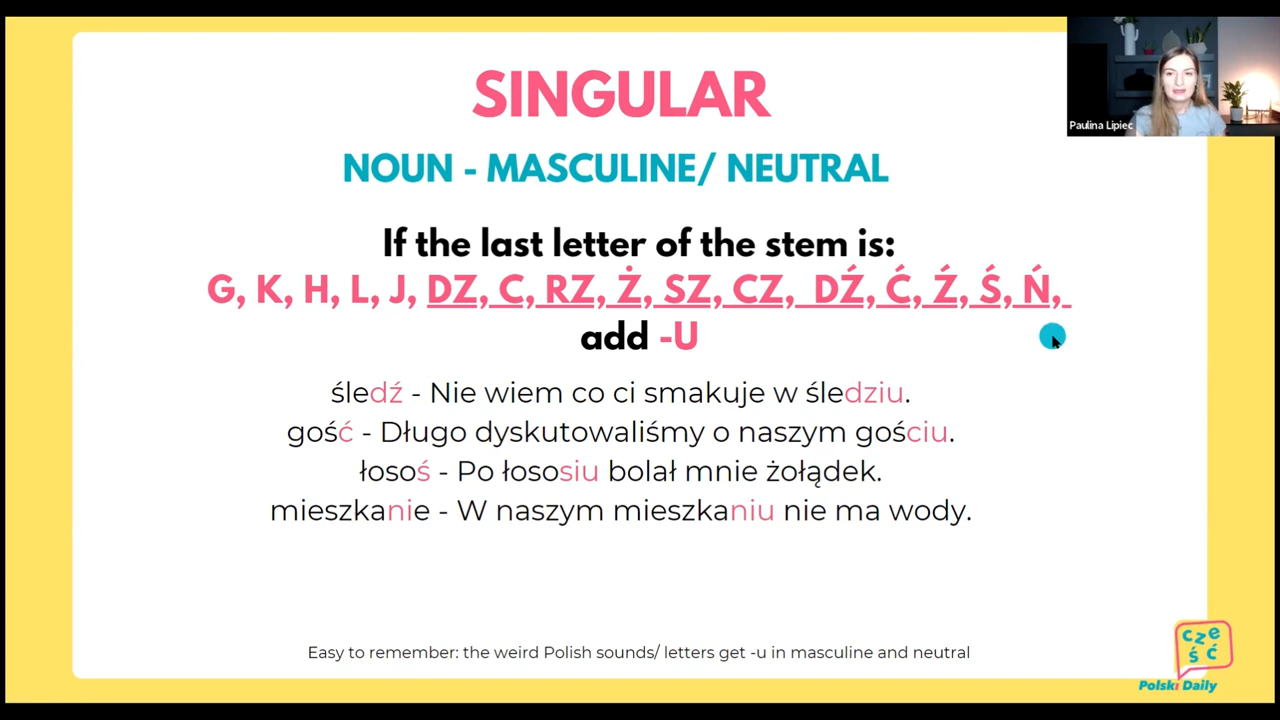 SINGULAR
Paulina Lipiec
NOUN - MASCULINE/ NEUTRAL
If the last letter of the stem is:
G, K, H, L, J, DZ, C, RZ, Ż, SZ, CZ, DŹ, Ć, Ź, Ś, Ń,
add -U
śledź - Nie wiem co ci smakuje w śledziu.
gość - Długo dyskutowaliśmy o naszym gościu.
łosoś - Po łososiu bolał mnie żołądek.
mieszkanie - W naszym mieszkaniu nie ma wody.
Easy to remember: the weird Polish sounds/ letters get -u in masculine and neutral
cze
ść
Polski Daily